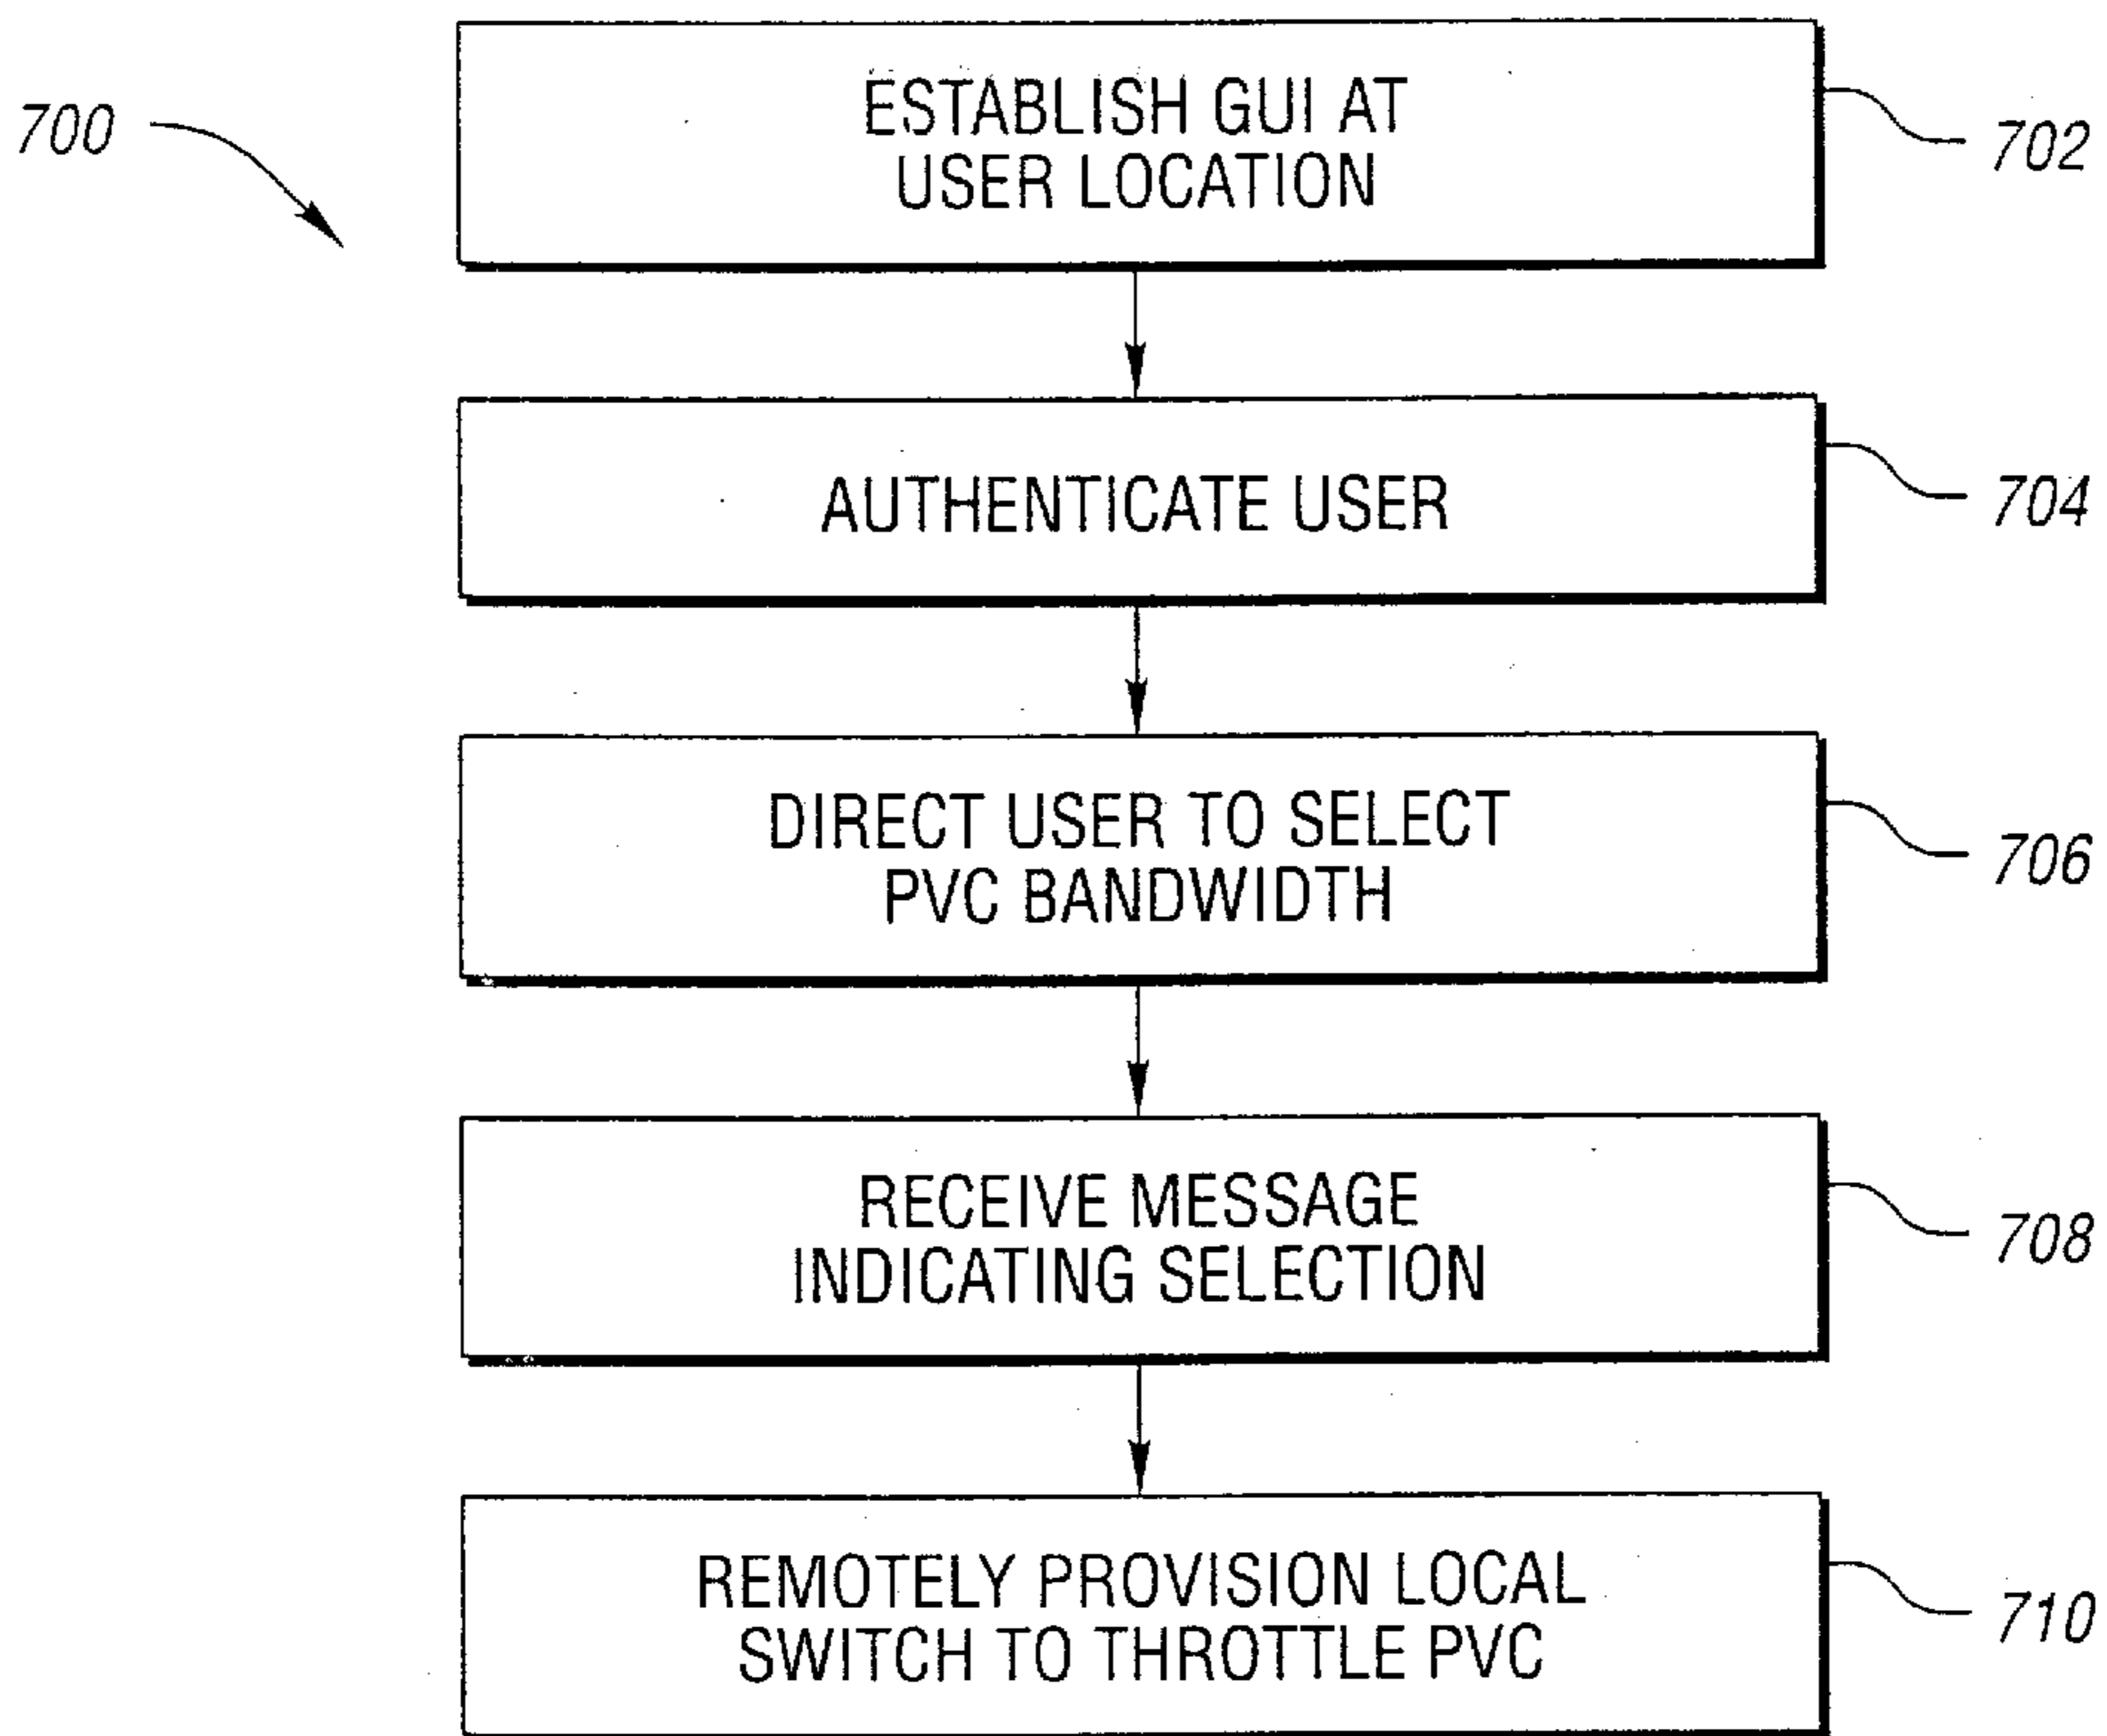 700
ESTABLISH GUI AT
USER LOCATION
702
AUTHENTICATE USER
704
DIRECT USER TO SELECT
PVC BANDWIDTH
706
RECEIVE MESSAGE
INDICATING SELECTION
708
REMOTELY PROVISION LOCAL
SWITCH TO THROTTLE PVC
710